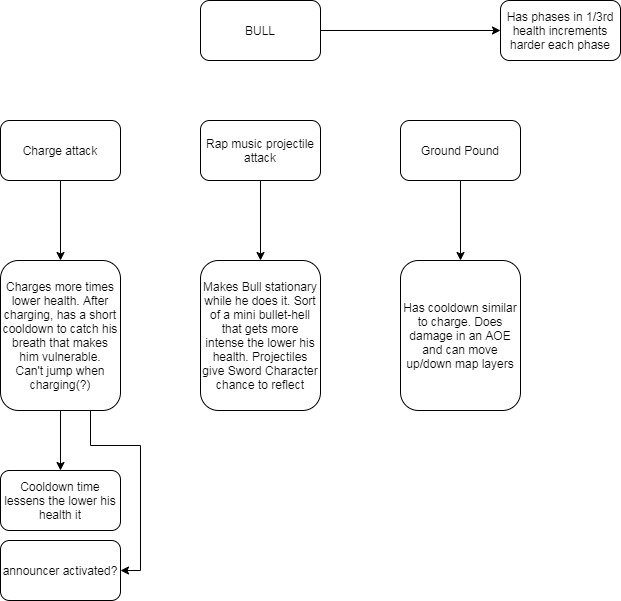 BULL
Has phases in 1/3rd
health increments
harder each phase
Charge attack
Rap music projectile
attack
Ground Pound
Charges more times
lower health. After
charging, has a short
cooldown to catch his
breath that makes
him vulnerable.
Can't jump when
charging(?)
Makes Bull stationary
while he does it. Sort
of a mini bullet-hell
that gets more
intense the lower his
health. Projectiles
give Sword Character
chance to reflect
Has cooldown similar
to charge. Does
damage in an AOE
and can move
up/down map layers
Cooldown time
lessens the lower his
health it
announcer activated?